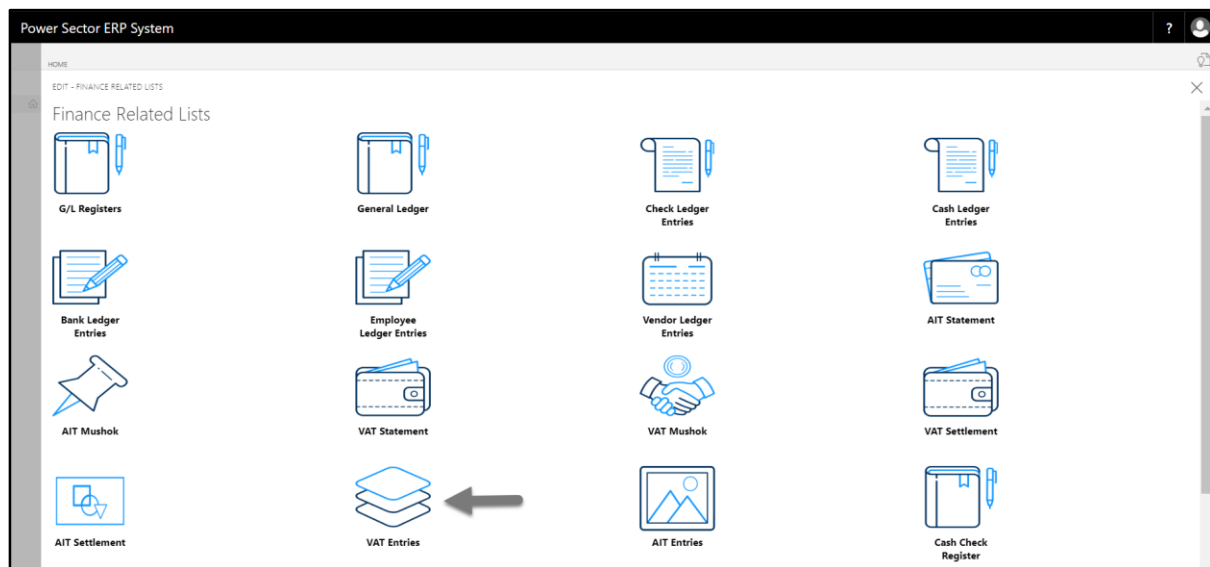 Power Sector ERP System
?
HOME
EDIT - FINANCE RELATED LISTS
Finance Related Lists
G/L Registers
General Ledger
Check Ledger
Entries
Cash Ledger
Entries
Bank Ledger
Entries
Employee
Ledger Entries
Vendor Ledger
Entries
AIT Statement
AIT Mushok
VAT Statement
VAT Mushok
VAT Settlement
AIT Settlement
VAT Entries
AIT Entries
Cash Check
Register